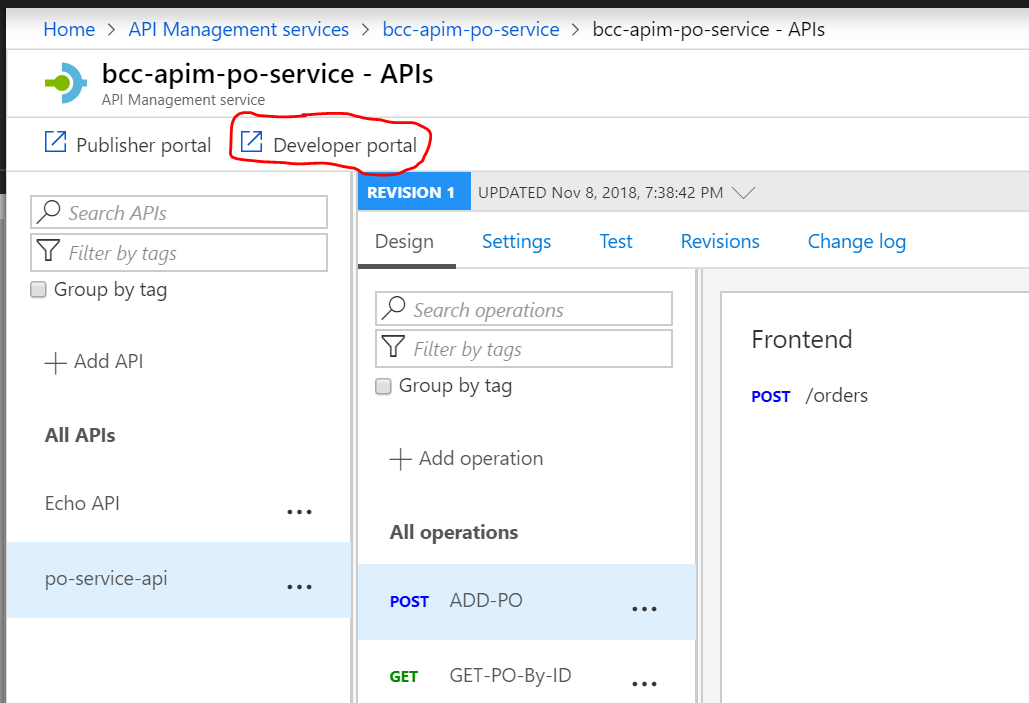 Home > API Management services > bcc-apim-po-service > bcc-apim-po-service - APIs
bcc-apim-po-service - APIs
API Management service
Publisher portal
Developer portal
Search APIs
Filter by tags
Group by tag
Add API
All APIs
Echo API
po-service-api
REVISION 1
UPDATED Nov 8, 2018, 7:38:42 PM
Design Settings Test Revisions Change log
Search operations
Filter by tags
Group by tag
Add operation
All operations
POST ADD-PO
GET GET-PO-By-ID
Frontend
POST /orders